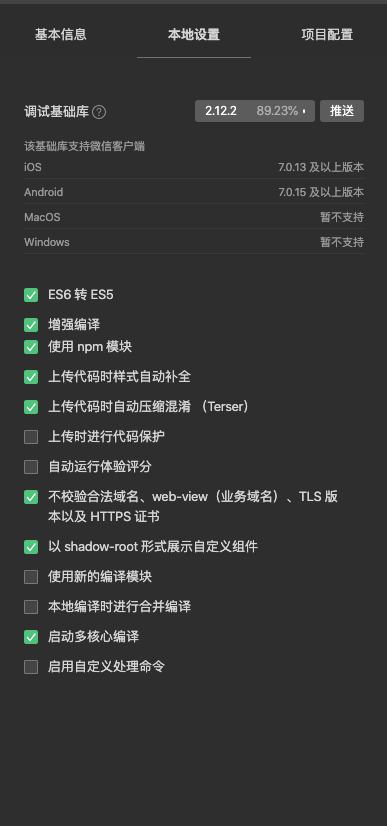 基本信息 本地设置 项目配置
调试基础库 ? 2.12.2 89.23% 推送
该基础库支持微信客户端
iOS 7.0.13 及以上版本
Android 7.0.15 及以上版本
MacOS 暂不支持
Windows 暂不支持
ES6 转 ES5
增强编译
使用 npm 模块
上传代码时样式自动补全
上传代码时自动压缩混淆 （Terser）
上传时进行代码保护
自动运行体验评分
不校验合法域名、web-view（业务域名）、TLS 版
本以及 HTTPS 证书
以 shadow-root 形式展示自定义组件
使用新的编译模块
本地编译时进行合并编译
启动多核心编译
启用自定义处理命令